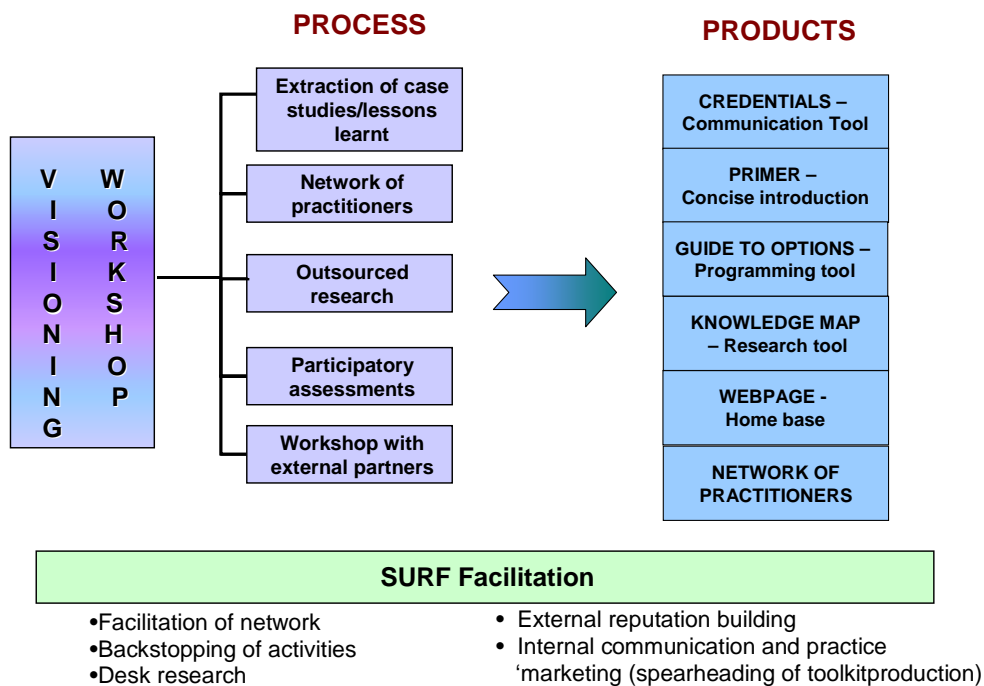 PROCESS
PRODUCTS
VISIONING
WORKSHOP
Extraction of case
studies/lessons
learnt
Network of
practitioners
Outsourced
research
Participatory
assessments
Workshop with
external partners
CREDENTIALS –
Communication Tool
PRIMER –
Concise introduction
GUIDE TO OPTIONS –
Programming tool
KNOWLEDGE MAP
– Research tool
WEBPAGE -
Home base
NETWORK OF
PRACTITIONERS
SURF Facilitation
•Facilitation of network
•Backstopping of activities
•Desk research
• External reputation building
• Internal communication and practice
‘marketing (spearheading of toolkitproduction)